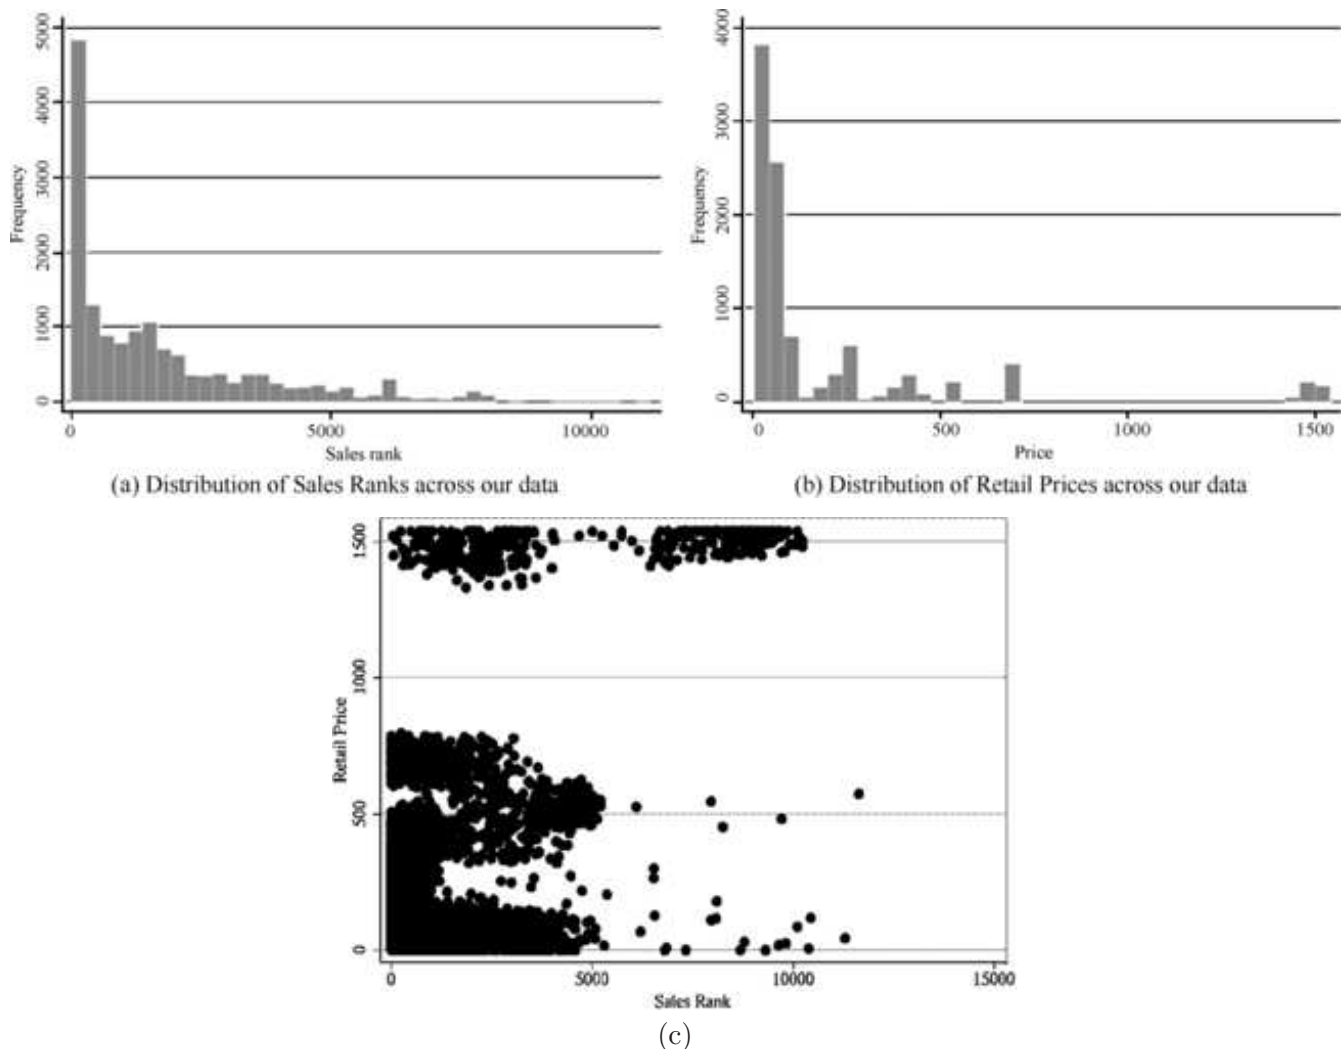 5000
4000
3000
2000
1000
0
Frequency
0 5000 10000
Sales rank
(a) Distribution of Sales Ranks across our data
4000
3000
2000
1000
0
Frequency
0 500 1000 1500
Price
(b) Distribution of Retail Prices across our data
1500
1000
500
0
Retail Price
0 5000 10000 15000
Sales Rank
(c)